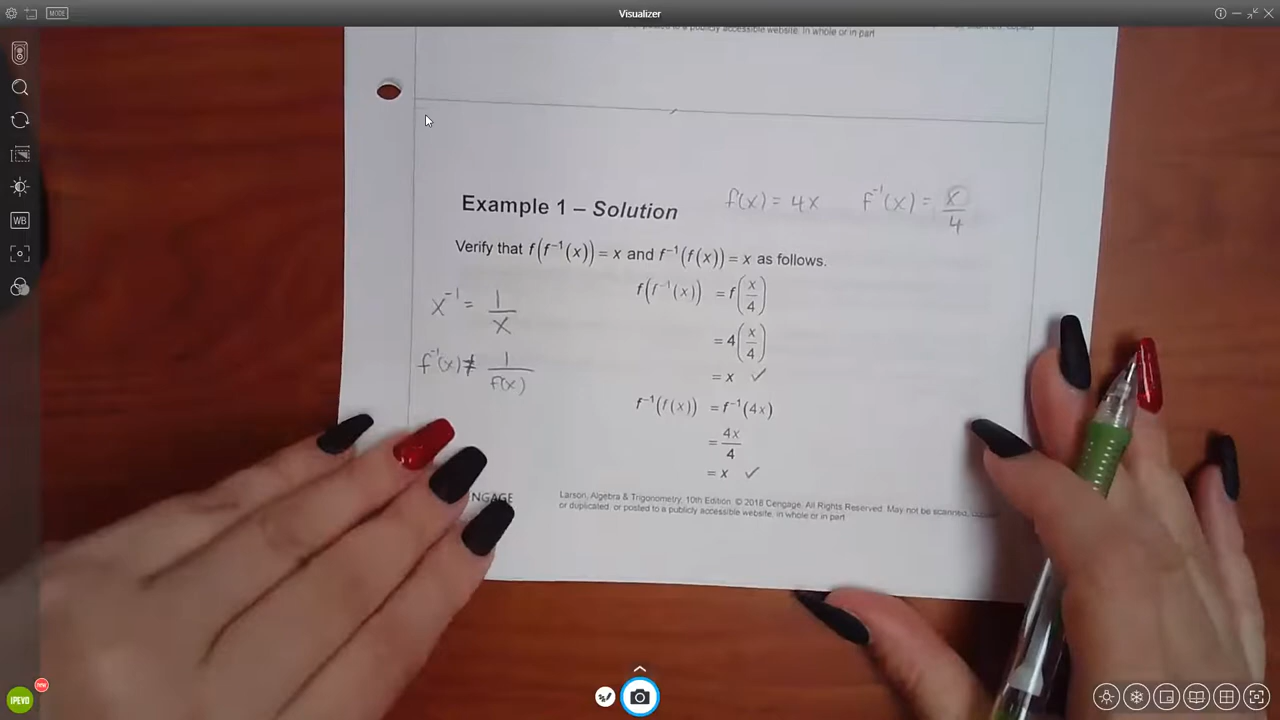 MODE
Visualizer
or posted to a publicly accessible website, in whole or in part
f(x) = 4x
f⁻¹(x) = x/4
Example 1 – Solution
Verify that f(f⁻¹(x)) = x and f⁻¹(f(x)) = x as follows.
x⁻¹ = 1/x
f⁻¹(x) ≠ 1/f(x)
f(f⁻¹(x)) = f(x/4)
= 4(x/4)
= x ✓
f⁻¹(f(x)) = f⁻¹(4x)
= 4x/4
= x ✓
NGAGE
Larson, Algebra & Trigonometry, 10th Edition. © 2018 Cengage. All Rights Reserved. May not be scanned, copied
or duplicated, or posted to a publicly accessible website, in whole or in part
WB
IPEVO
new